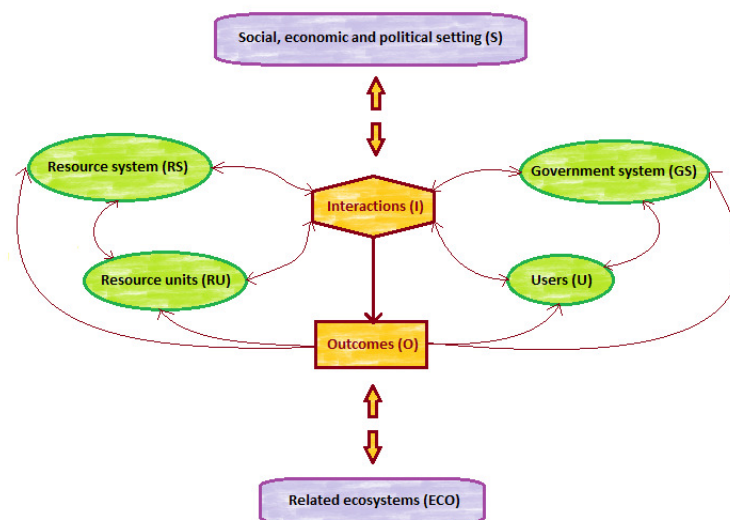 Social, economic and political setting (S)
Resource system (RS)
Government system (GS)
Interactions (I)
Resource units (RU)
Users (U)
Outcomes (O)
Related ecosystems (ECO)